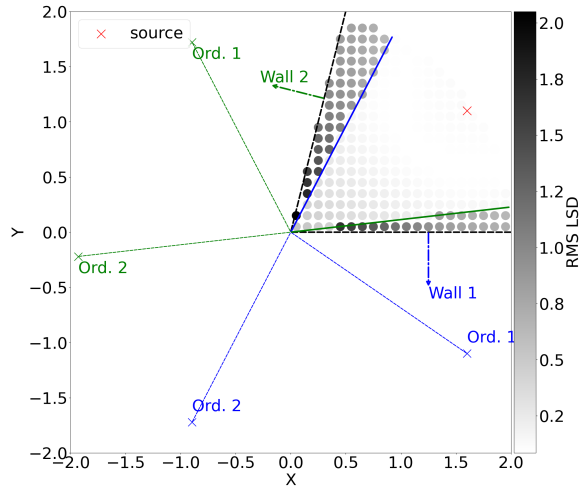 source
Ord. 1
Wall 2
Ord. 2
Wall 1
Ord. 1
Ord. 2
2.0
1.5
1.0
0.5
0.0
−0.5
−1.0
−1.5
−2.0
Y
−2.0 −1.5 −1.0 −0.5 0.0 0.5 1.0 1.5 2.0
X
2.0
1.8
1.5
1.2
1.0
0.8
0.5
0.2
RMS LSD